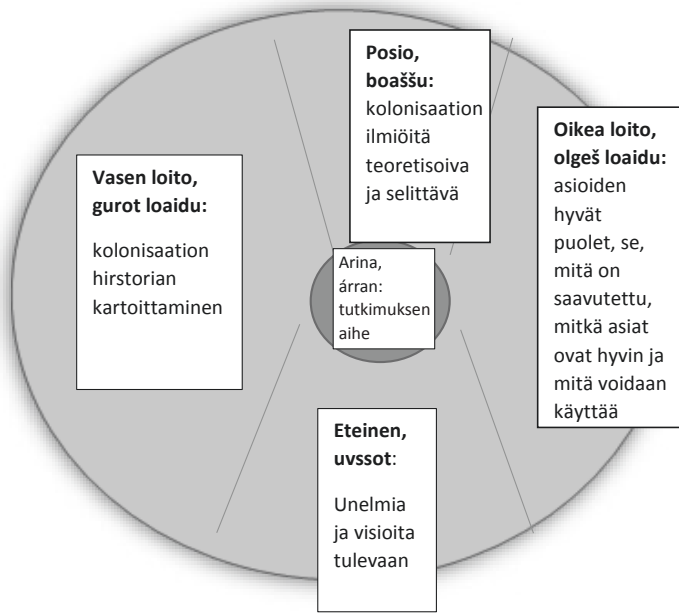 Posio,
boaššu:
kolonisaation
ilmiöitä
teoretisoiva
ja selittävä
Oikea loito,
olgeš loaidu:
asioiden
hyvät
puolet, se,
mitä on
saavutettu,
mitkä asiat
ovat hyvin ja
mitä voidaan
käyttää
Vasen loito,
gurot loaidu:
kolonisaation
hirstorian
kartoittaminen
Arina,
árran:
tutkimuksen
aihe
Eteinen,
uvssot:
Unelmia
ja visioita
tulevaan